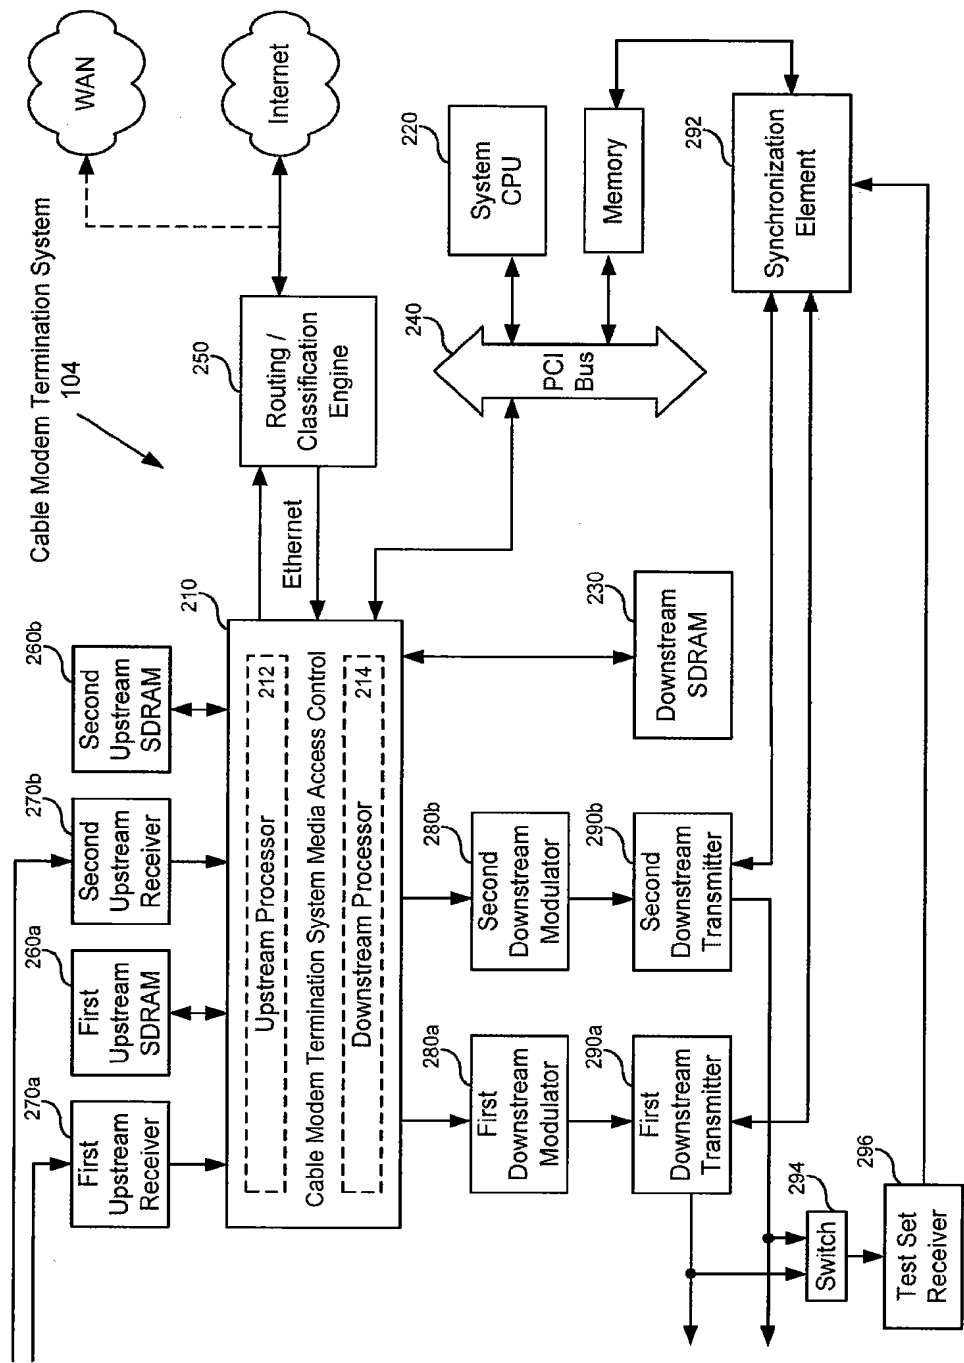 Cable Modem Termination System
104
WAN
Internet
250
Routing /
Classification
Engine
Ethernet
220
System
CPU
Memory
240
PCI
Bus
292
Synchronization
Element
270a
First
Upstream
Receiver
260a
First
Upstream
SDRAM
270b
Second
Upstream
Receiver
260b
Second
Upstream
SDRAM
210
Upstream Processor
212
Cable Modem Termination System Media Access Control
Downstream Processor
214
230
Downstream
SDRAM
280a
First
Downstream
Modulator
280b
Second
Downstream
Modulator
290a
First
Downstream
Transmitter
290b
Second
Downstream
Transmitter
294
Switch
296
Test Set
Receiver